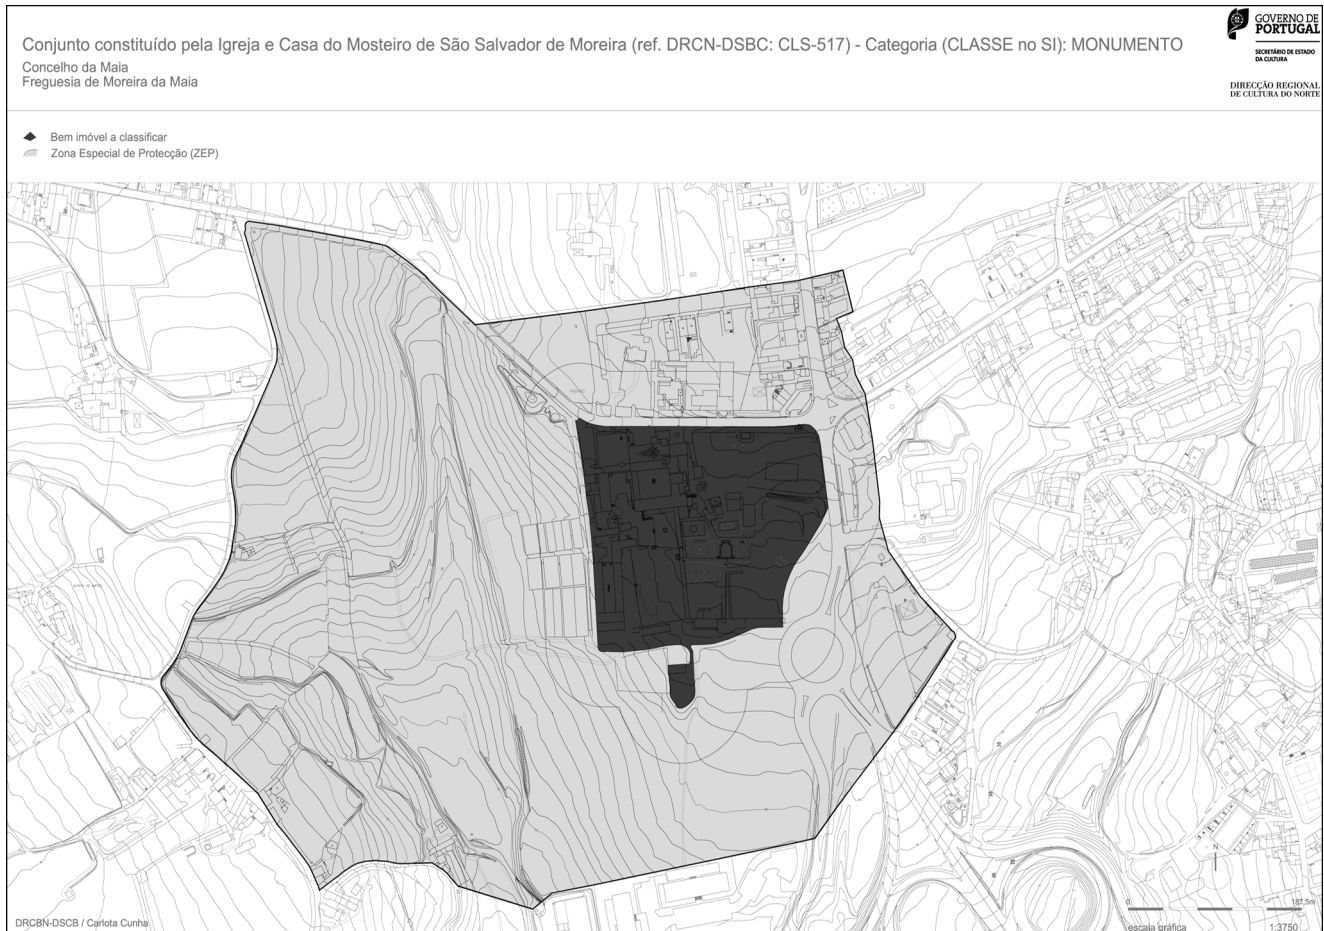 Conjunto constituído pela Igreja e Casa do Mosteiro de São Salvador de Moreira (ref. DRCN-DSBC: CLS-517) - Categoria (CLASSE no SI): MONUMENTO
Concelho da Maia
Freguesia de Moreira da Maia
GOVERNO DE
PORTUGAL
SECRETÁRIO DE ESTADO
DA CULTURA
DIRECÇÃO REGIONAL
DE CULTURA DO NORTE
Bem imóvel a classificar
Zona Especial de Protecção (ZEP)
N
0
187,5m
escala gráfica
1:3750
DRCBN-DSCB / Carlota Cunha